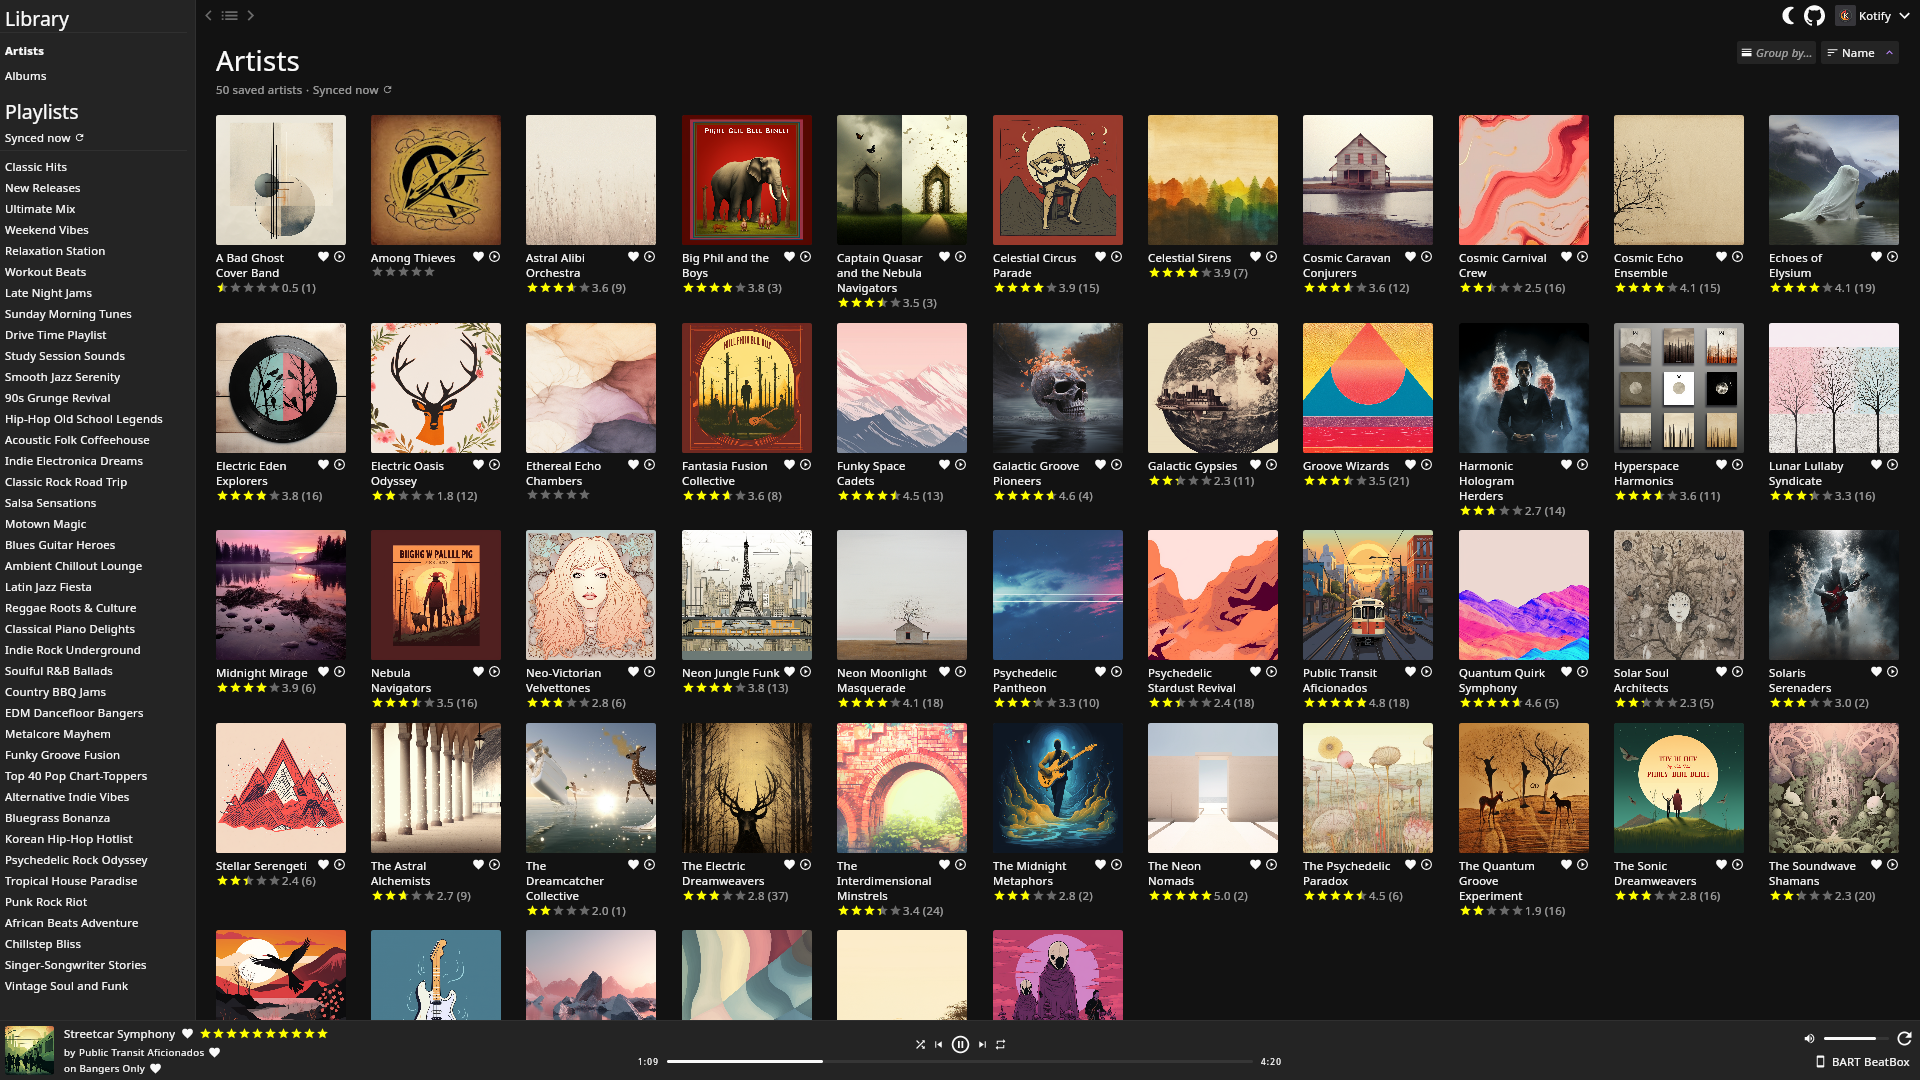 Library
Artists
Albums
Playlists
Synced now
Classic Hits
New Releases
Ultimate Mix
Weekend Vibes
Relaxation Station
Workout Beats
Late Night Jams
Sunday Morning Tunes
Drive Time Playlist
Study Session Sounds
Smooth Jazz Serenity
90s Grunge Revival
Hip-Hop Old School Legends
Acoustic Folk Coffeehouse
Indie Electronica Dreams
Classic Rock Road Trip
Salsa Sensations
Motown Magic
Blues Guitar Heroes
Ambient Chillout Lounge
Latin Jazz Fiesta
Reggae Roots & Culture
Classical Piano Delights
Indie Rock Underground
Soulful R&B Ballads
Country BBQ Jams
EDM Dancefloor Bangers
Metalcore Mayhem
Funky Groove Fusion
Top 40 Pop Chart-Toppers
Alternative Indie Vibes
Bluegrass Bonanza
Korean Hip-Hop Hotlist
Psychedelic Rock Odyssey
Tropical House Paradise
Punk Rock Riot
African Beats Adventure
Chillstep Bliss
Singer-Songwriter Stories
Vintage Soul and Funk
Kotify
Artists
50 saved artists · Synced now
Group by...
Name
A Bad Ghost
Cover Band
0.5 (1)
Among Thieves
Astral Alibi
Orchestra
3.6 (9)
Big Phil and the
Boys
3.8 (3)
Captain Quasar
and the Nebula
Navigators
3.5 (3)
Celestial Circus
Parade
3.9 (15)
Celestial Sirens
3.9 (7)
Cosmic Caravan
Conjurers
3.6 (12)
Cosmic Carnival
Crew
2.5 (16)
Cosmic Echo
Ensemble
4.1 (15)
Echoes of
Elysium
4.1 (19)
Electric Eden
Explorers
3.8 (16)
Electric Oasis
Odyssey
1.8 (12)
Ethereal Echo
Chambers
Fantasia Fusion
Collective
3.6 (8)
Funky Space
Cadets
4.5 (13)
Galactic Groove
Pioneers
4.6 (4)
Galactic Gypsies
2.3 (11)
Groove Wizards
3.5 (21)
Harmonic
Hologram
Herders
2.7 (14)
Hyperspace
Harmonics
3.6 (11)
Lunar Lullaby
Syndicate
3.3 (16)
Midnight Mirage
3.9 (6)
Nebula
Navigators
3.5 (16)
Neo-Victorian
Velvettones
2.8 (6)
Neon Jungle Funk
3.8 (13)
Neon Moonlight
Masquerade
4.1 (18)
Psychedelic
Pantheon
3.3 (10)
Psychedelic
Stardust Revival
2.4 (18)
Public Transit
Aficionados
4.8 (18)
Quantum Quirk
Symphony
4.6 (5)
Solar Soul
Architects
2.3 (5)
Solaris
Serenaders
3.0 (2)
Stellar Serengeti
2.4 (6)
The Astral
Alchemists
2.7 (9)
The
Dreamcatcher
Collective
2.0 (1)
The Electric
Dreamweavers
2.8 (37)
The
Interdimensional
Minstrels
3.4 (24)
The Midnight
Metaphors
2.8 (2)
The Neon
Nomads
5.0 (2)
The Psychedelic
Paradox
4.5 (6)
The Quantum
Groove
Experiment
1.9 (16)
The Sonic
Dreamweavers
2.8 (16)
The Soundwave
Shamans
2.3 (20)
Streetcar Symphony
by Public Transit Aficionados
on Bangers Only
1:09
4:20
BART BeatBox